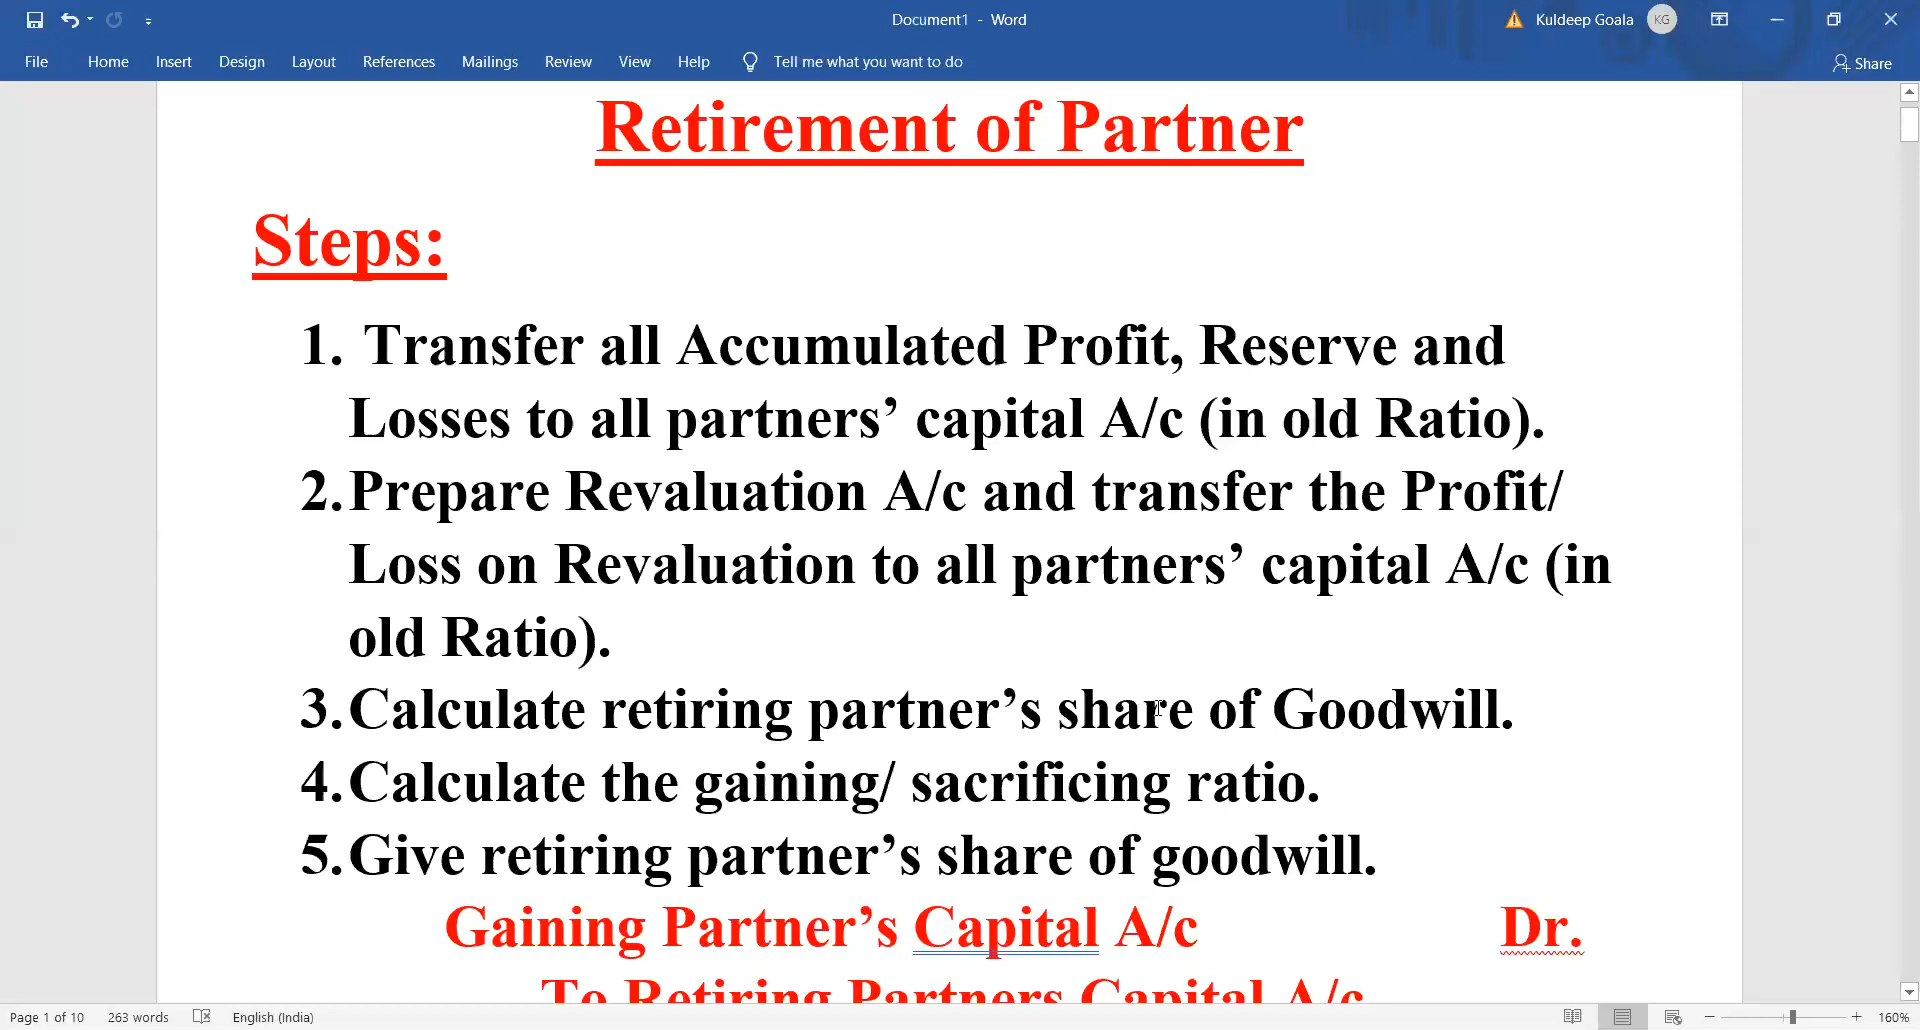 Document1 - Word
Kuldeep Goala
KG
File Home Insert Design Layout References Mailings Review View Help Tell me what you want to do
Share
Retirement of Partner
Steps:
1. Transfer all Accumulated Profit, Reserve and
Losses to all partners’ capital A/c (in old Ratio).
2.Prepare Revaluation A/c and transfer the Profit/
Loss on Revaluation to all partners’ capital A/c (in
old Ratio).
3.Calculate retiring partner’s share of Goodwill.
4.Calculate the gaining/ sacrificing ratio.
5.Give retiring partner’s share of goodwill.
Gaining Partner’s Capital A/c Dr.
To Retiring Partners Capital A/c
Page 1 of 10 263 words English (India) 160%